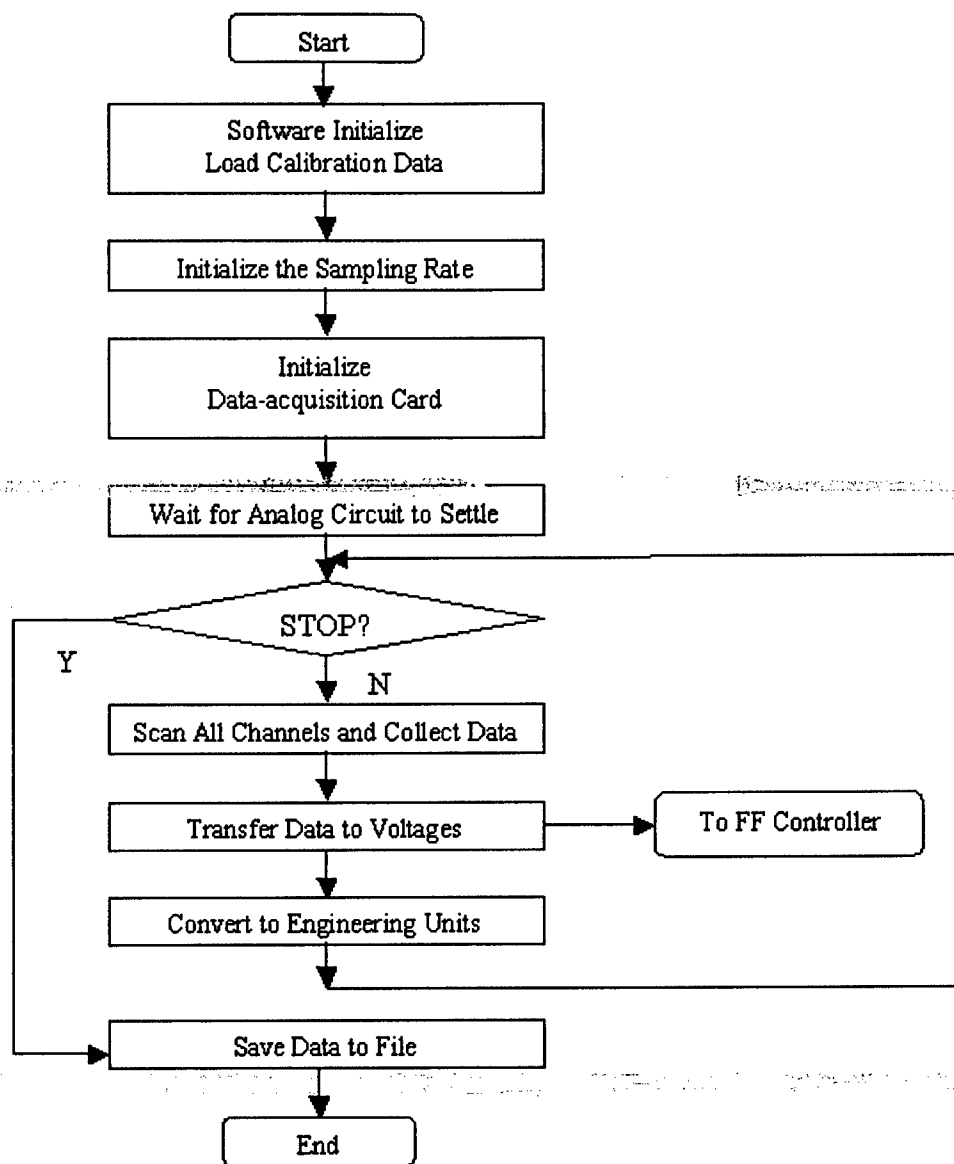 Start
Software Initialize
Load Calibration Data
Initialize the Sampling Rate
Initialize
Data-acquisition Card
Wait for Analog Circuit to Settle
STOP?
Y
N
Scan All Channels and Collect Data
Transfer Data to Voltages
To FF Controller
Convert to Engineering Units
Save Data to File
End